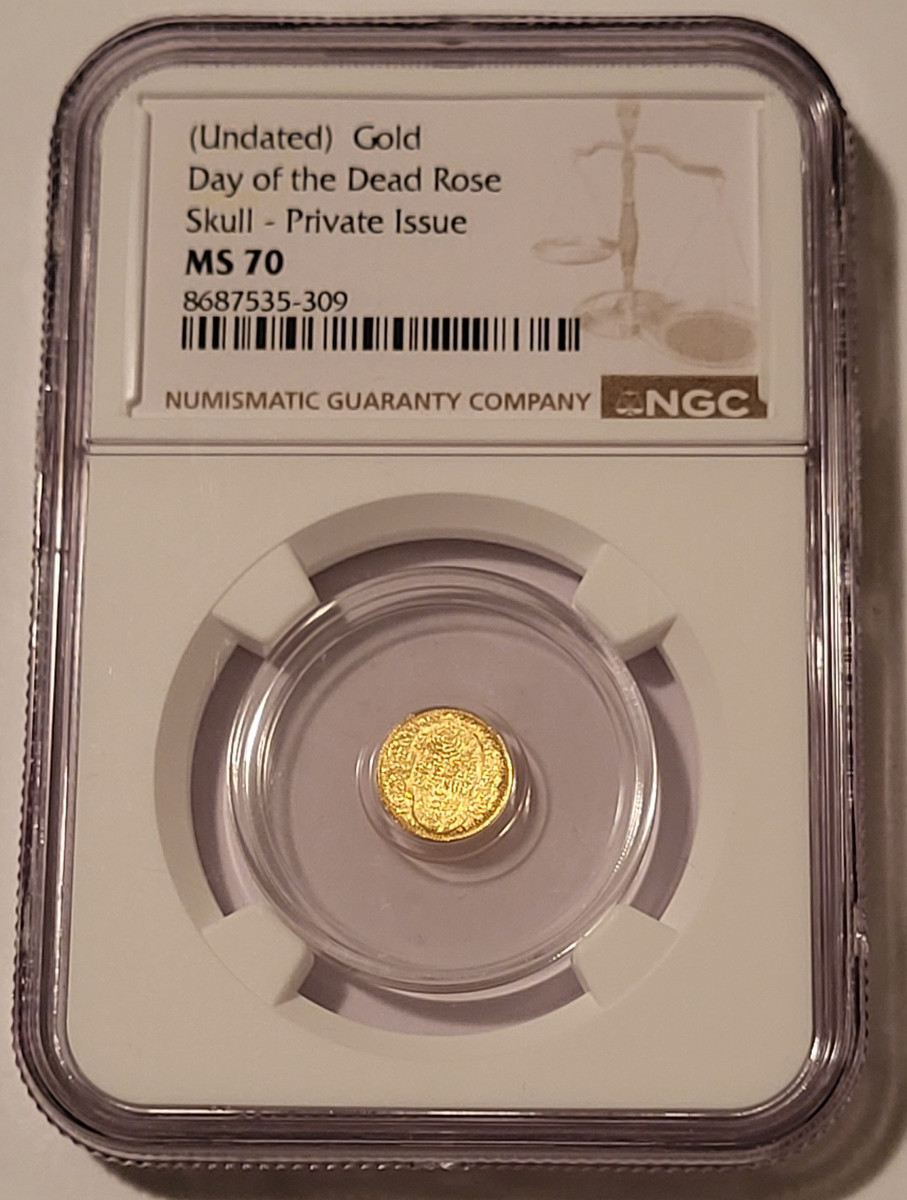 (Undated) Gold
Day of the Dead Rose
Skull - Private Issue
MS 70
8687535-309
NUMISMATIC GUARANTY COMPANY NGC